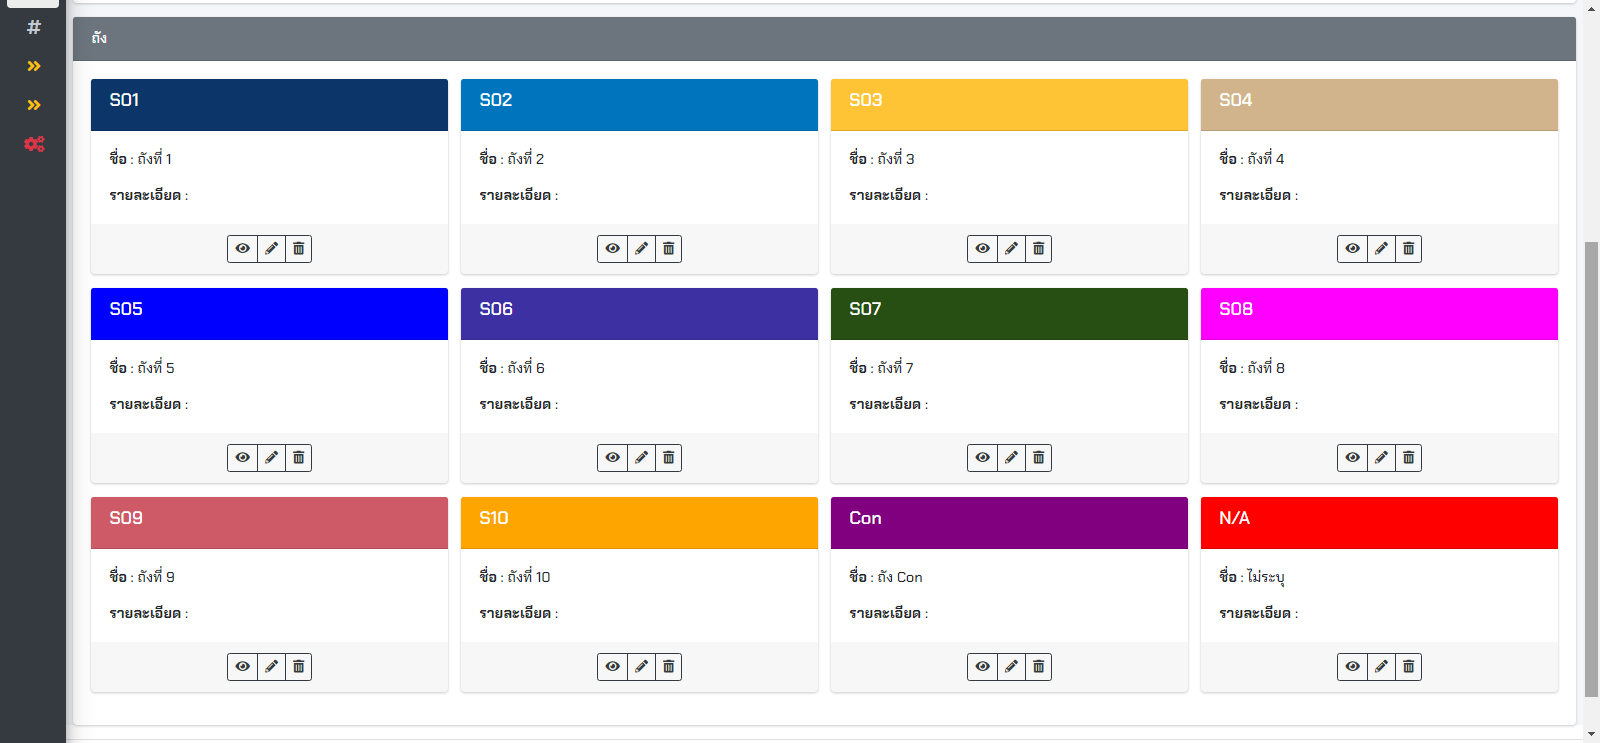 #
ถัง
S01
ชื่อ : ถังที่ 1
รายละเอียด :
S02
ชื่อ : ถังที่ 2
รายละเอียด :
S03
ชื่อ : ถังที่ 3
รายละเอียด :
S04
ชื่อ : ถังที่ 4
รายละเอียด :
S05
ชื่อ : ถังที่ 5
รายละเอียด :
S06
ชื่อ : ถังที่ 6
รายละเอียด :
S07
ชื่อ : ถังที่ 7
รายละเอียด :
S08
ชื่อ : ถังที่ 8
รายละเอียด :
S09
ชื่อ : ถังที่ 9
รายละเอียด :
S10
ชื่อ : ถังที่ 10
รายละเอียด :
Con
ชื่อ : ถัง Con
รายละเอียด :
N/A
ชื่อ : ไม่ระบุ
รายละเอียด :